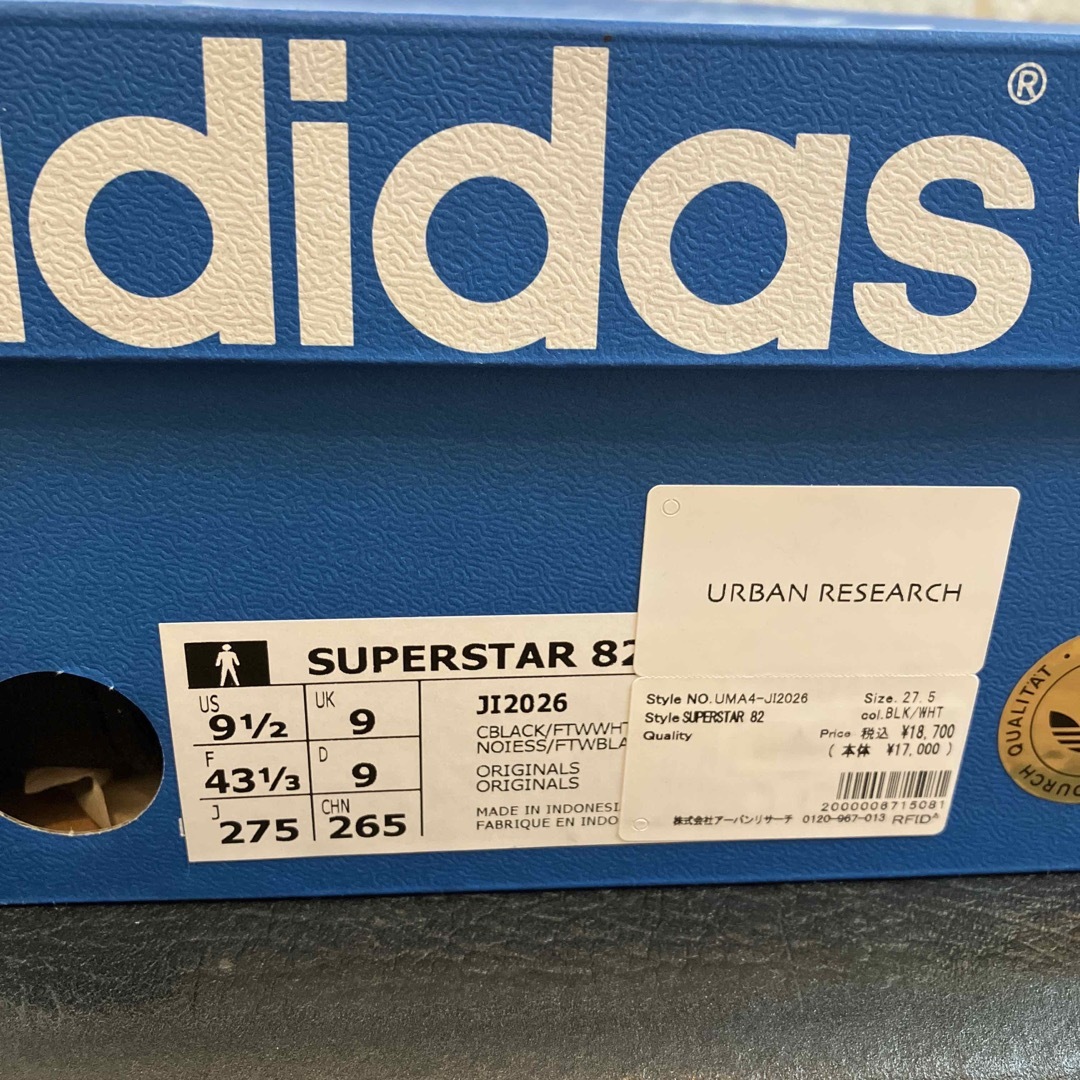 adidas ®
URBAN RESEARCH
SUPERSTAR 82
US 9½ UK 9
F 43⅓ D 9
J 275 CHN 265
JI2026
CBLACK/FTWWHT
NOIESS/FTWBLA
ORIGINALS
ORIGINALS
MADE IN INDONESI
FABRIQUE EN INDO
Style NO. UMA4-JI2026 Size. 27.5
Style SUPERSTAR 82 col. BLK/WHT
Quality Price 税込 ¥18,700
( 本体 ¥17,000 )
2000008715081
株式会社アーバンリサーチ 0120-967-013 RFID
QUALITÄT •